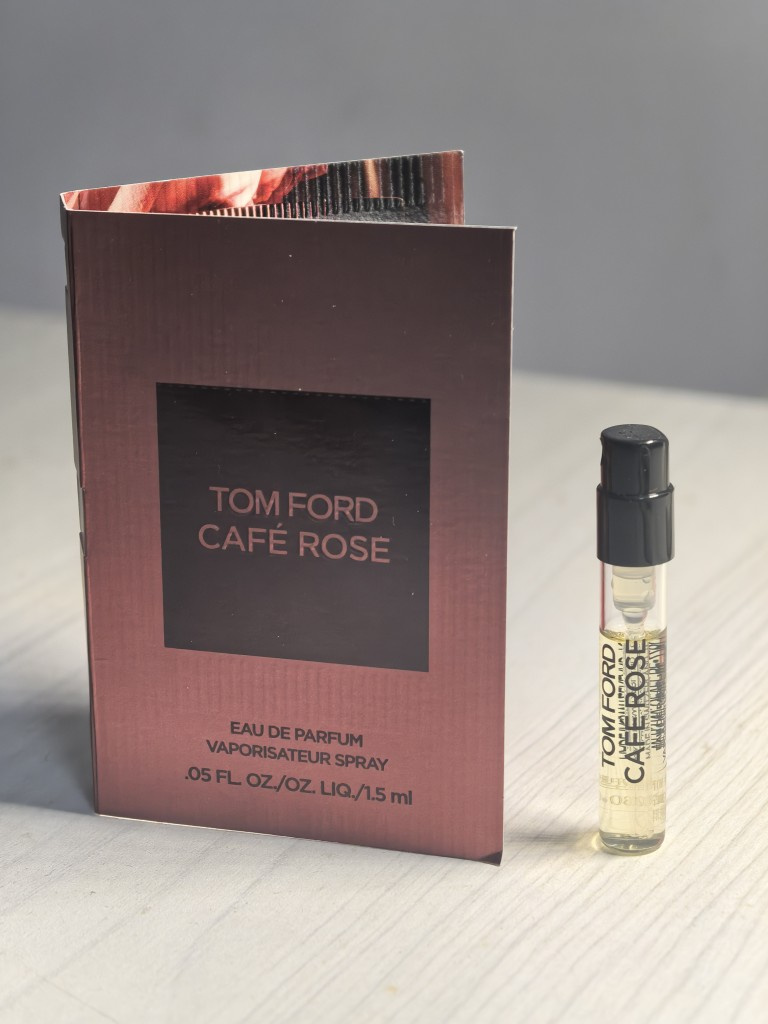 TOM FORD
CAFÉ ROSE
EAU DE PARFUM
VAPORISATEUR SPRAY
.05 FL. OZ./OZ. LIQ./1.5 ml
TOM FORD
CAFÉ ROSE